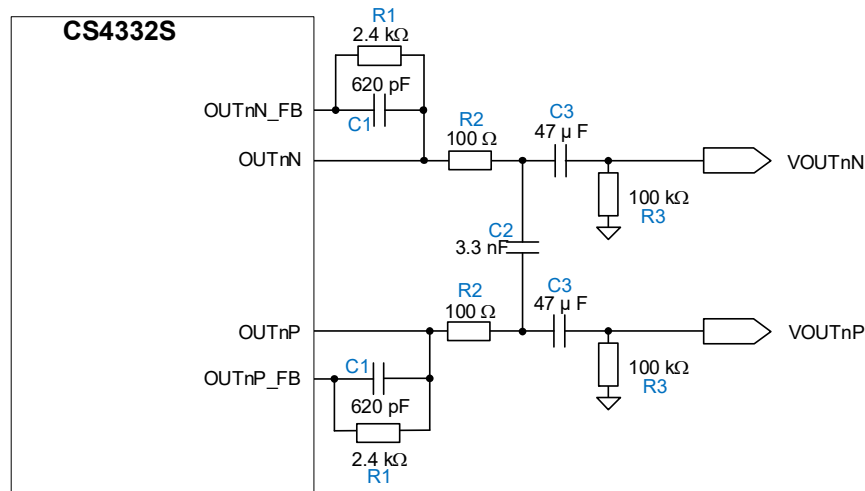 CS4332S
R1
2.4 kΩ
620 pF
OUTnN_FB
C1
R2
C3
100 Ω
47 µ F
OUTnN
VOUTnN
100 kΩ
R3
C2
3.3 nF
R2
C3
100 Ω
47 µ F
OUTnP
VOUTnP
C1
OUTnP_FB
100 kΩ
R3
620 pF
2.4 kΩ
R1